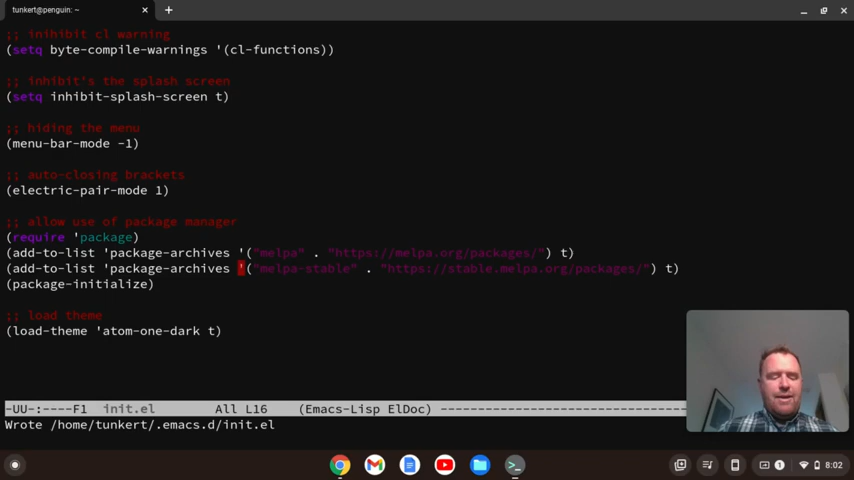 tunkert@penguin: ~
;; inihibit cl warning
(setq byte-compile-warnings '(cl-functions))
;; inhibit's the splash screen
(setq inhibit-splash-screen t)
;; hiding the menu
(menu-bar-mode -1)
;; auto-closing brackets
(electric-pair-mode 1)
;; allow use of package manager
(require 'package)
(add-to-list 'package-archives '("melpa" . "https://melpa.org/packages/") t)
(add-to-list 'package-archives '("melpa-stable" . "https://stable.melpa.org/packages/") t)
(package-initialize)
;; load theme
(load-theme 'atom-one-dark t)
-UU-:----F1  init.el        All L16    (Emacs-Lisp ElDoc) ------------------------------------
Wrote /home/tunkert/.emacs.d/init.el
1 8:02